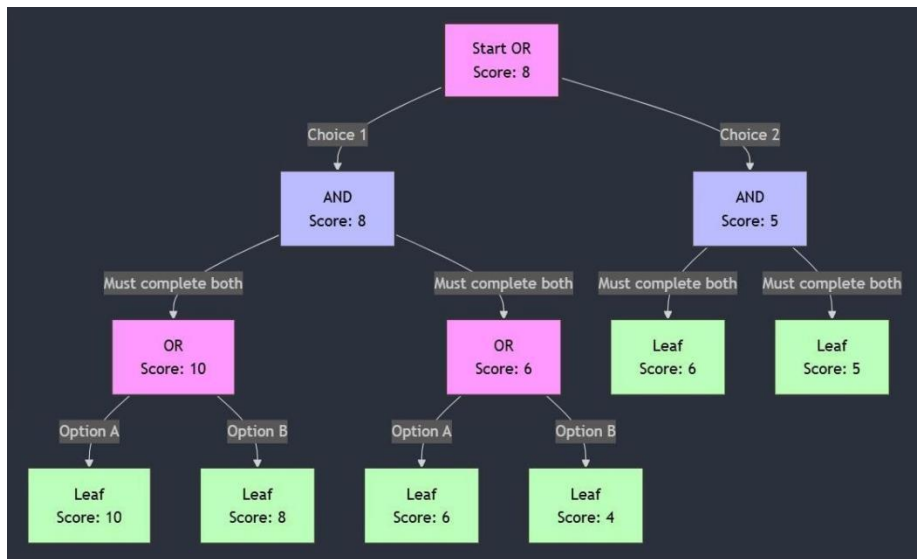 Start OR
Score: 8
Choice 1
Choice 2
AND
Score: 8
AND
Score: 5
Must complete both
Must complete both
Must complete both
Must complete both
OR
Score: 10
OR
Score: 6
Leaf
Score: 6
Leaf
Score: 5
Option A
Option B
Option A
Option B
Leaf
Score: 10
Leaf
Score: 8
Leaf
Score: 6
Leaf
Score: 4